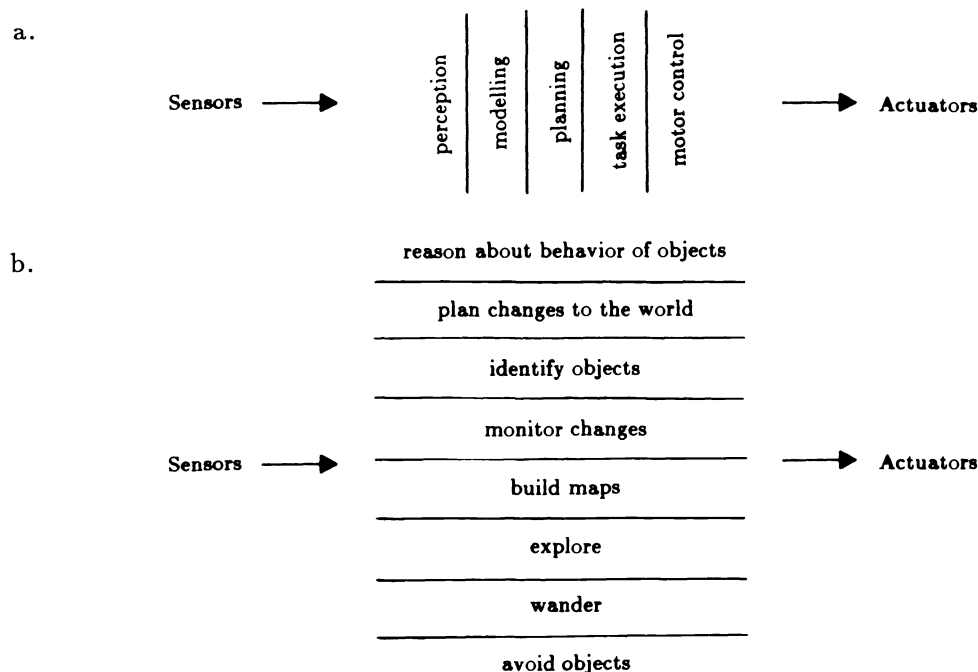 a.
Sensors
perception
modelling
planning
task execution
motor control
Actuators
b.
reason about behavior of objects
plan changes to the world
identify objects
monitor changes
Sensors
Actuators
build maps
explore
wander
avoid objects